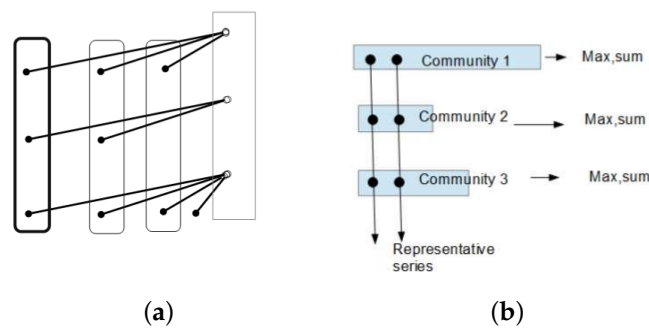 Community 1
Max,sum
Community 2
Max,sum
Community 3
Max,sum
Representative
series
(a)
(b)